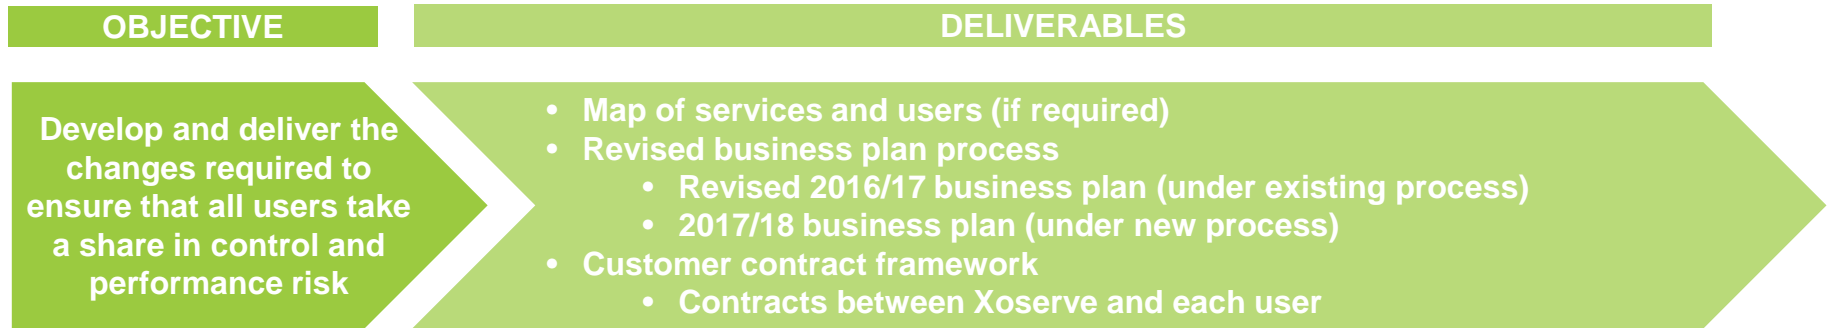 OBJECTIVE
DELIVERABLES
Develop and deliver the
changes required to
ensure that all users take
a share in control and
performance risk
• Map of services and users (if required)
• Revised business plan process
• Revised 2016/17 business plan (under existing process)
• 2017/18 business plan (under new process)
• Customer contract framework
• Contracts between Xoserve and each user